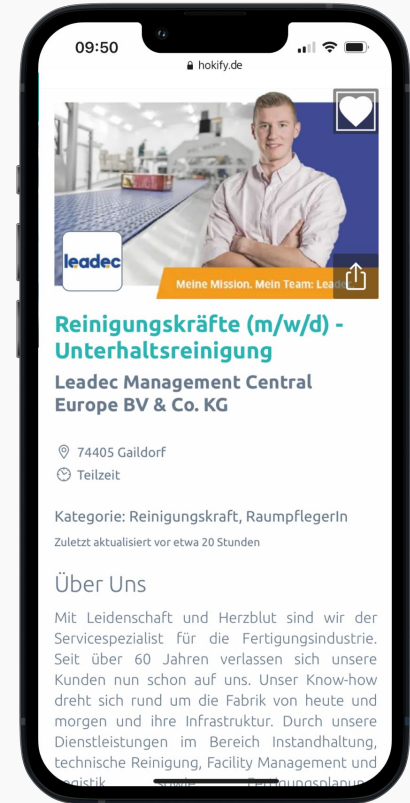 09:50
hokify.de
leadec
Meine Mission. Mein Team: Leadec
Reinigungskräfte (m/w/d) -
Unterhaltsreinigung
Leadec Management Central
Europe BV & Co. KG
74405 Gaildorf
Teilzeit
Kategorie: Reinigungskraft, RaumpflegerIn
Zuletzt aktualisiert vor etwa 20 Stunden
Über Uns
Mit Leidenschaft und Herzblut sind wir der
Servicespezialist für die Fertigungsindustrie.
Seit über 60 Jahren verlassen sich unsere
Kunden nun schon auf uns. Unser Know-how
dreht sich rund um die Fabrik von heute und
morgen und ihre Infrastruktur. Durch unsere
Dienstleistungen im Bereich Instandhaltung,
technische Reinigung, Facility Management und
Logistik sowie Fertigungsplanung